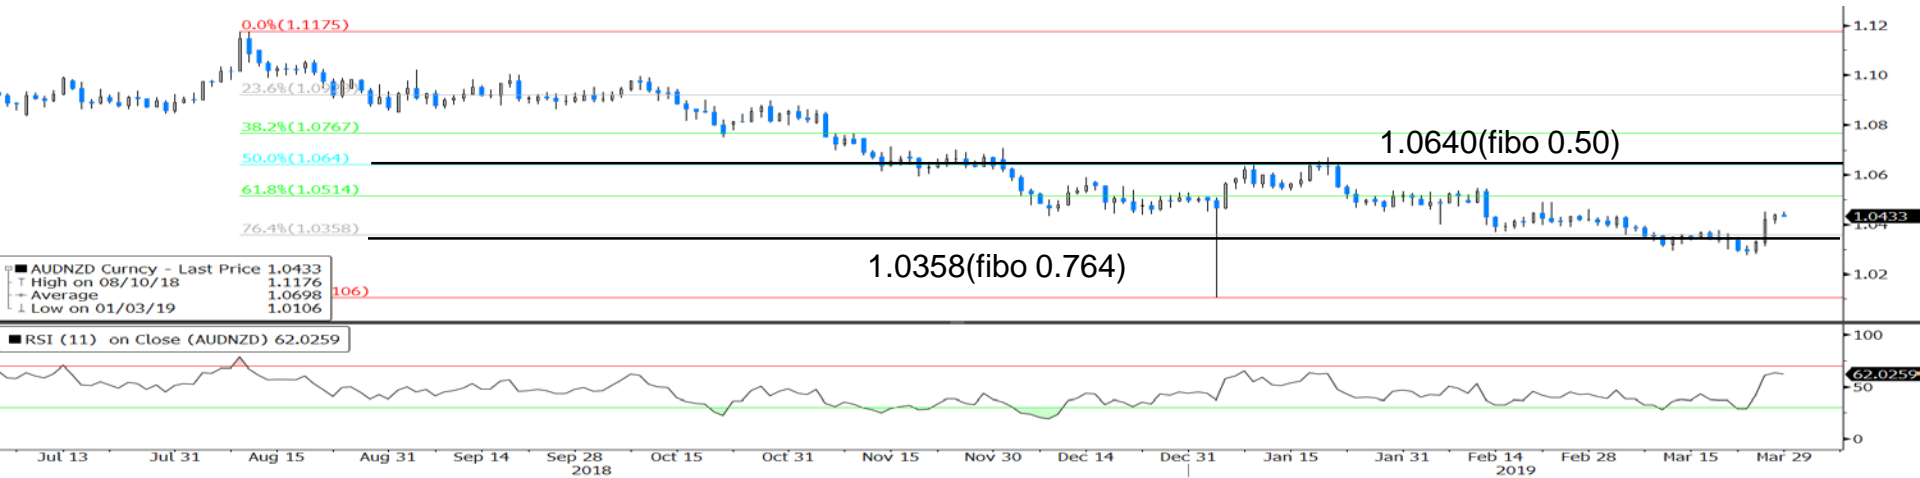 0.0%(1.1175)
1.12
1.10
23.6%(1.0923)
38.2%(1.0767)
1.08
1.0640(fibo 0.50)
50.0%(1.064)
1.06
61.8%(1.0514)
1.0433
1.04
76.4%(1.0358)
1.0358(fibo 0.764)
1.02
AUDNZD Curncy - Last Price 1.0433
High on 08/10/18 1.1176
Average 1.0698
Low on 01/03/19 1.0106
106)
RSI (11) on Close (AUDNZD) 62.0259
100
62.0259
50
0
Jul 13 Jul 31 Aug 15 Aug 31 Sep 14 Sep 28 Oct 15 Oct 31 Nov 15 Nov 30 Dec 14 Dec 31 Jan 15 Jan 31 Feb 14 Feb 28 Mar 15 Mar 29
2018 2019